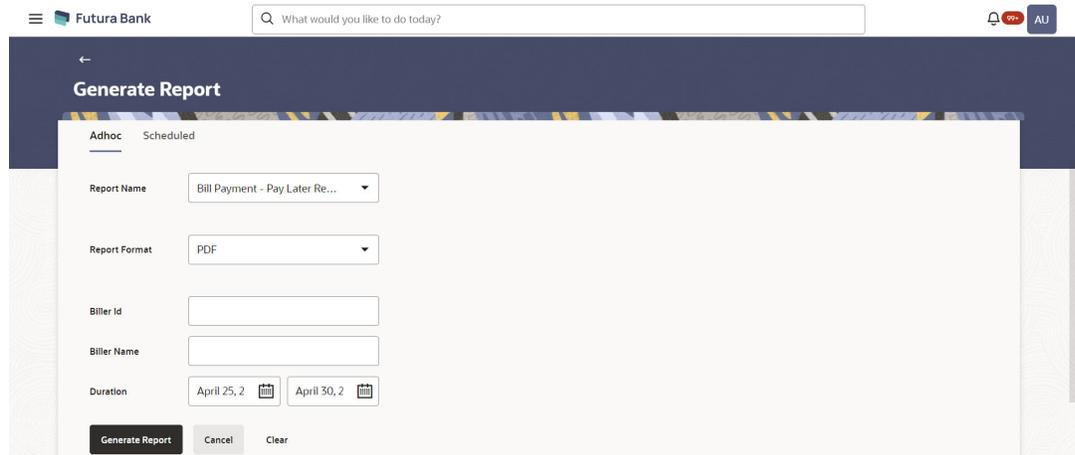 Futura Bank
What would you like to do today?
99+
AU
Generate Report
Adhoc Scheduled
Report Name Bill Payment - Pay Later Re...
Report Format PDF
Biller Id
Biller Name
Duration April 25, 2 April 30, 2
Generate Report Cancel Clear